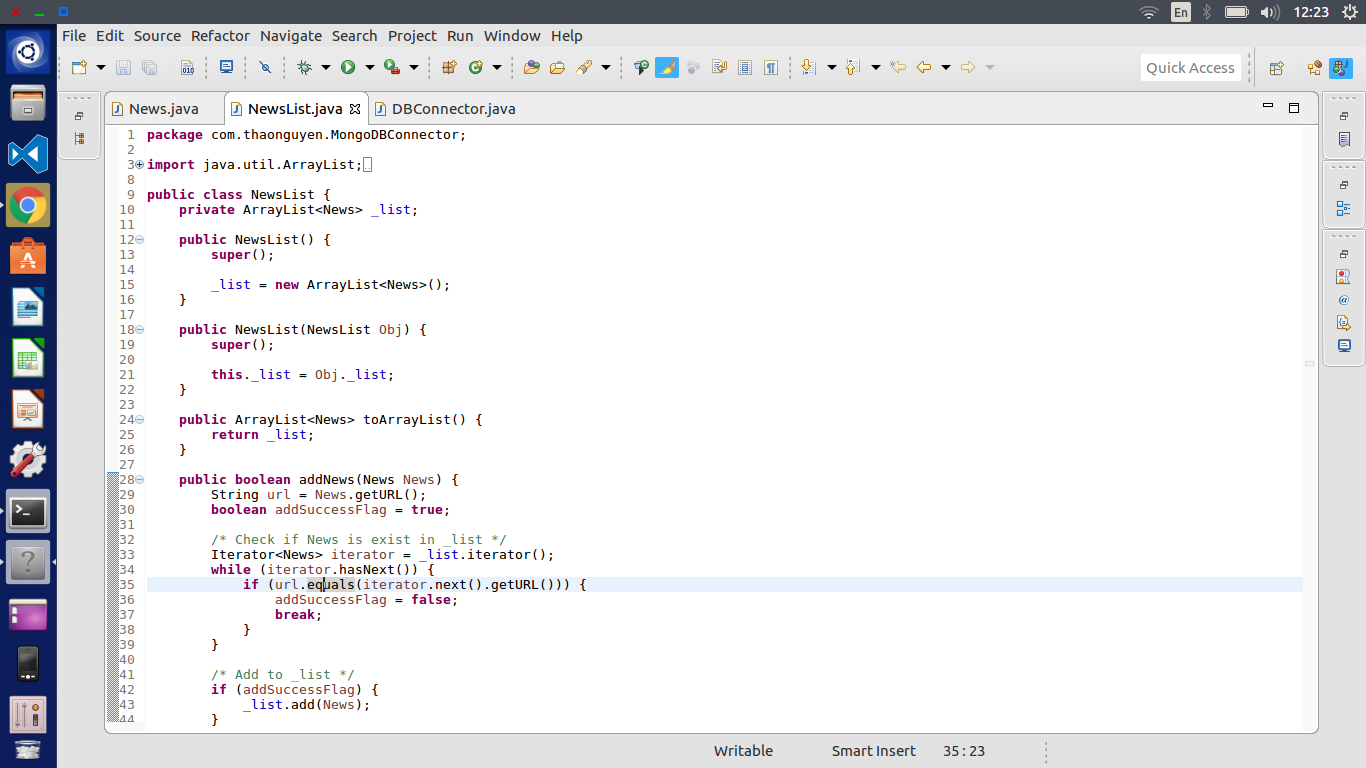 En 12:23
File Edit Source Refactor Navigate Search Project Run Window Help
010 Quick Access
News.java NewsList.java DBConnector.java
1 package com.thaonguyen.MongoDBConnector;
2
3 import java.util.ArrayList;
8
9 public class NewsList {
10 private ArrayList<News> _list;
11
12 public NewsList() {
13 super();
14
15 _list = new ArrayList<News>();
16 }
17
18 public NewsList(NewsList Obj) {
19 super();
20
21 this._list = Obj._list;
22 }
23
24 public ArrayList<News> toArrayList() {
25 return _list;
26 }
27
28 public boolean addNews(News News) {
29 String url = News.getURL();
30 boolean addSuccessFlag = true;
31
32 /* Check if News is exist in _list */
33 Iterator<News> iterator = _list.iterator();
34 while (iterator.hasNext()) {
35 if (url.equals(iterator.next().getURL())) {
36 addSuccessFlag = false;
37 break;
38 }
39 }
40
41 /* Add to _list */
42 if (addSuccessFlag) {
43 _list.add(News);
44 }
Writable Smart Insert 35 : 23